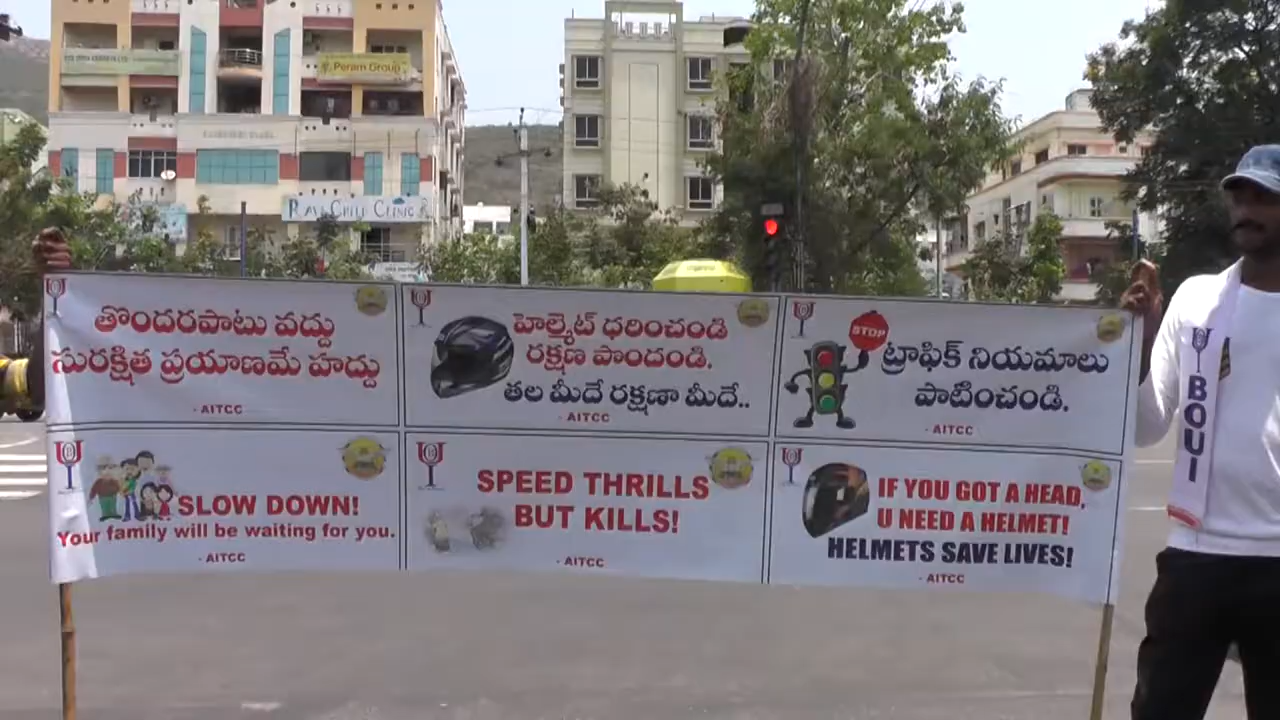 Peram Group
RAVI CHILD CLINIC
తొందరపాటు వద్దు
సురక్షిత ప్రయాణమే హద్దు
- AITCC
హెల్మెట్ ధరించండి
రక్షణ పొందండి.
తల మీదే రక్షణా మీదే..
- AITCC
STOP
ట్రాఫిక్ నియమాలు
పాటించండి.
- AITCC
SLOW DOWN!
Your family will be waiting for you.
- AITCC
SPEED THRILLS
BUT KILLS!
- AITCC
IF YOU GOT A HEAD,
U NEED A HELMET!
HELMETS SAVE LIVES!
- AITCC
BOUI